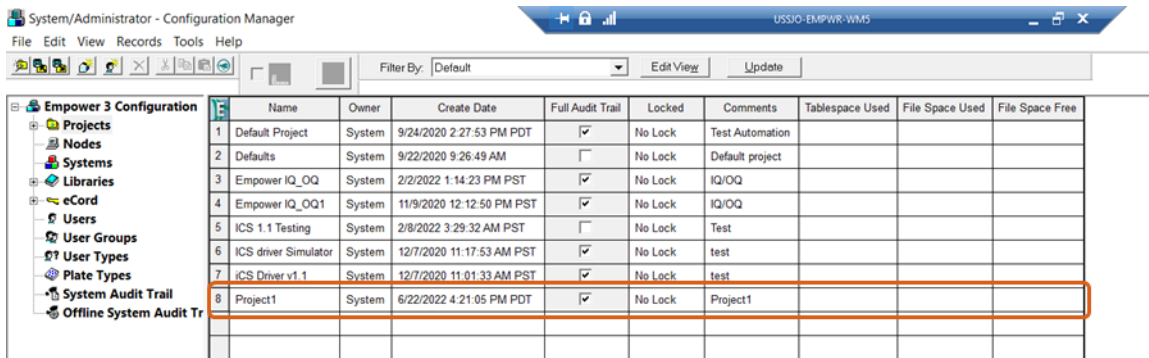 System/Administrator - Configuration Manager
USSJO-EMPWR-WM5
File Edit View Records Tools Help
Filter By: Default Edit View Update
Empower 3 Configuration
Projects
Nodes
Systems
Libraries
eCord
Users
User Groups
User Types
Plate Types
System Audit Trail
Offline System Audit Tr
Name Owner Create Date Full Audit Trail Locked Comments Tablespace Used File Space Used File Space Free
1 Default Project System 9/24/2020 2:27:53 PM PDT No Lock Test Automation
2 Defaults System 9/22/2020 9:26:49 AM No Lock Default project
3 Empower IQ_OQ System 2/2/2022 1:14:23 PM PST No Lock IQ/OQ
4 Empower IQ_OQ1 System 11/9/2020 12:12:50 PM PST No Lock IQ/OQ
5 ICS 1.1 Testing System 2/8/2022 3:29:32 AM PST No Lock Test
6 ICS driver Simulator System 12/7/2020 11:17:53 AM PST No Lock test
7 iCS Driver v1.1 System 12/7/2020 11:01:33 AM PST No Lock test
8 Project1 System 6/22/2022 4:21:05 PM PDT No Lock Project1